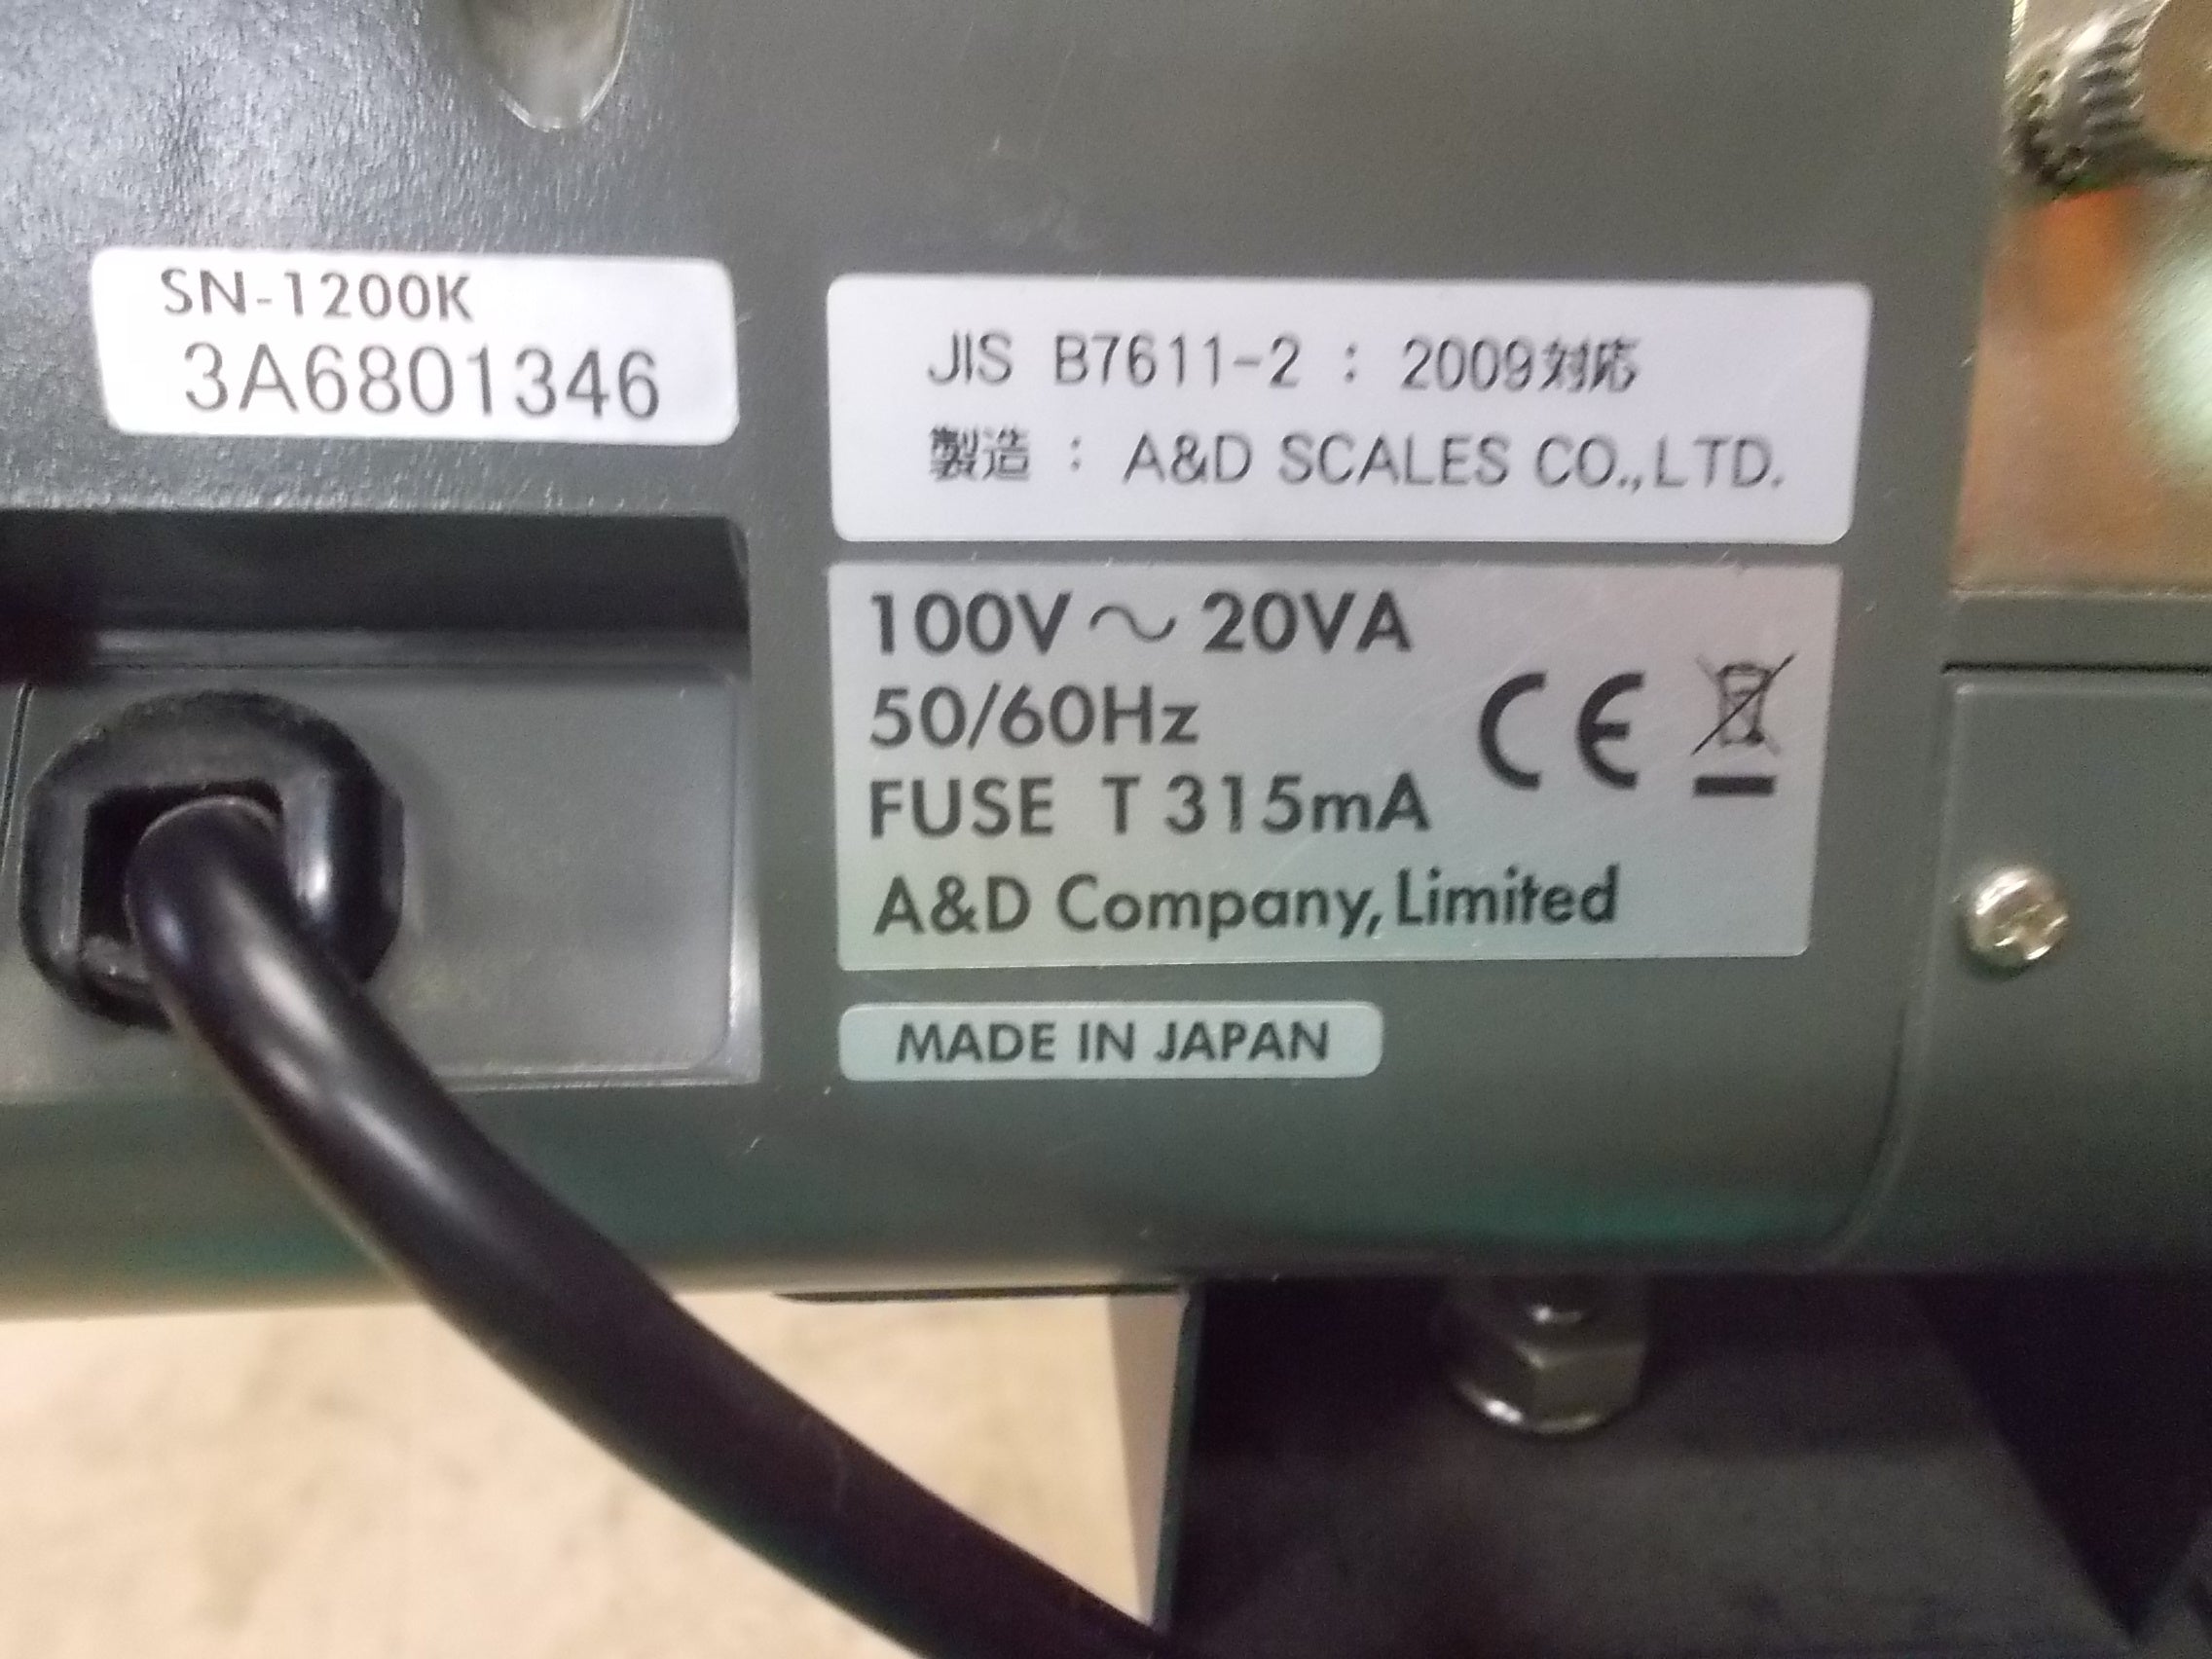 SN-1200K
3A6801346
JIS B7611-2 : 2009対応
製造 : A&D SCALES CO.,LTD.
100V～20VA
50/60Hz
FUSE T 315mA
CE
A&D Company, Limited
MADE IN JAPAN